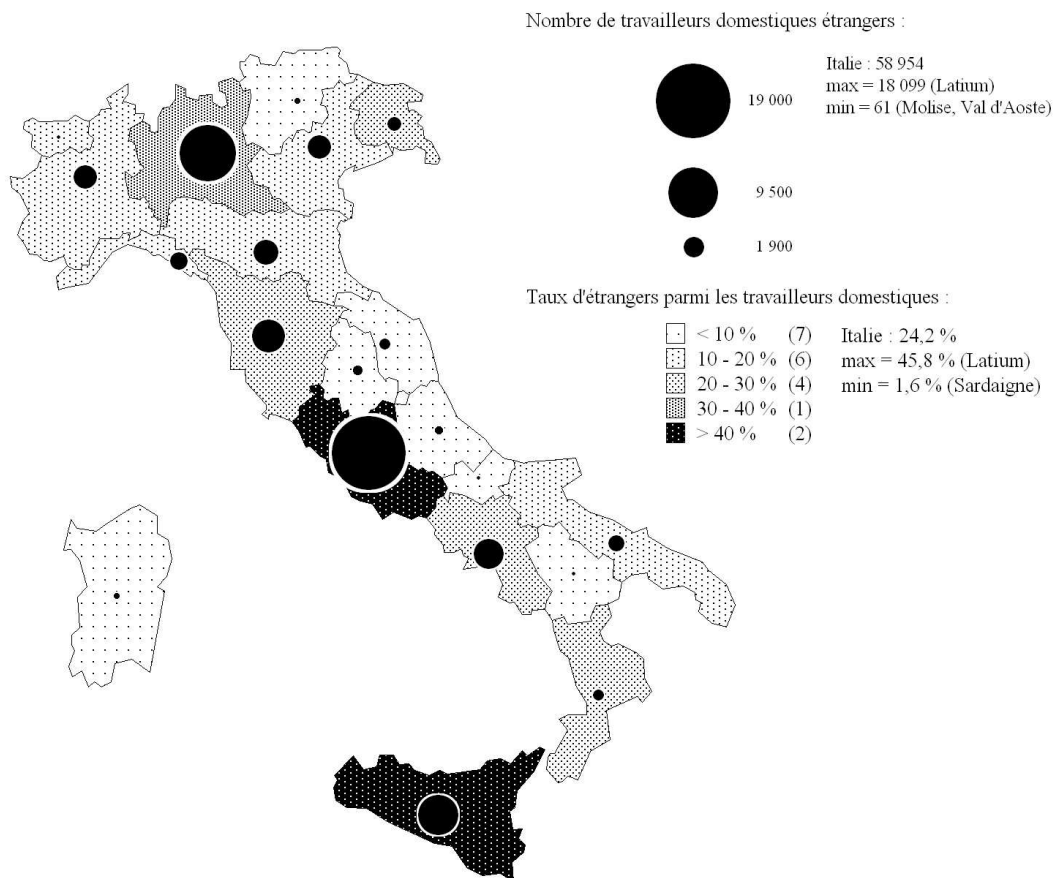 Nombre de travailleurs domestiques étrangers :
Italie : 58 954
max = 18 099 (Latium)
min = 61 (Molise, Val d'Aoste)
19 000
9 500
1 900
Taux d'étrangers parmi les travailleurs domestiques :
< 10 % (7)
10 - 20 % (6)
20 - 30 % (4)
30 - 40 % (1)
> 40 % (2)
Italie : 24,2 %
max = 45,8 % (Latium)
min = 1,6 % (Sardaigne)